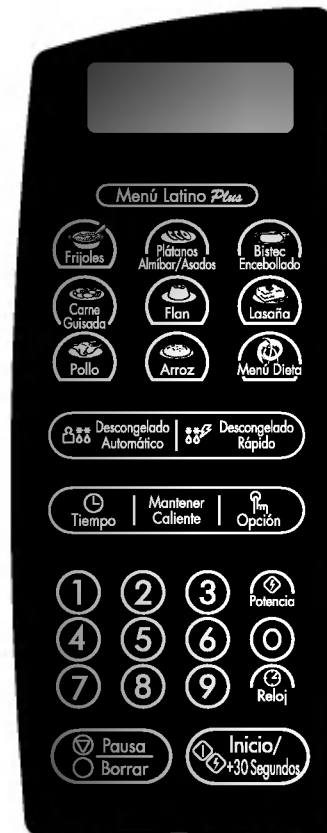 Menú Latino Plus
Frijoles
Plátanos
Almíbar/Asados
Bistec
Encebollado
Carne
Guisada
Flan
Lasaña
Pollo
Arroz
Menú Dieta
Descongelado
Automático
Descongelado
Rápido
Tiempo
Mantener
Caliente
Opción
1 2 3 Potencia
4 5 6 0
7 8 9 Reloj
Pausa
Borrar
Inicio/
+30 Segundos